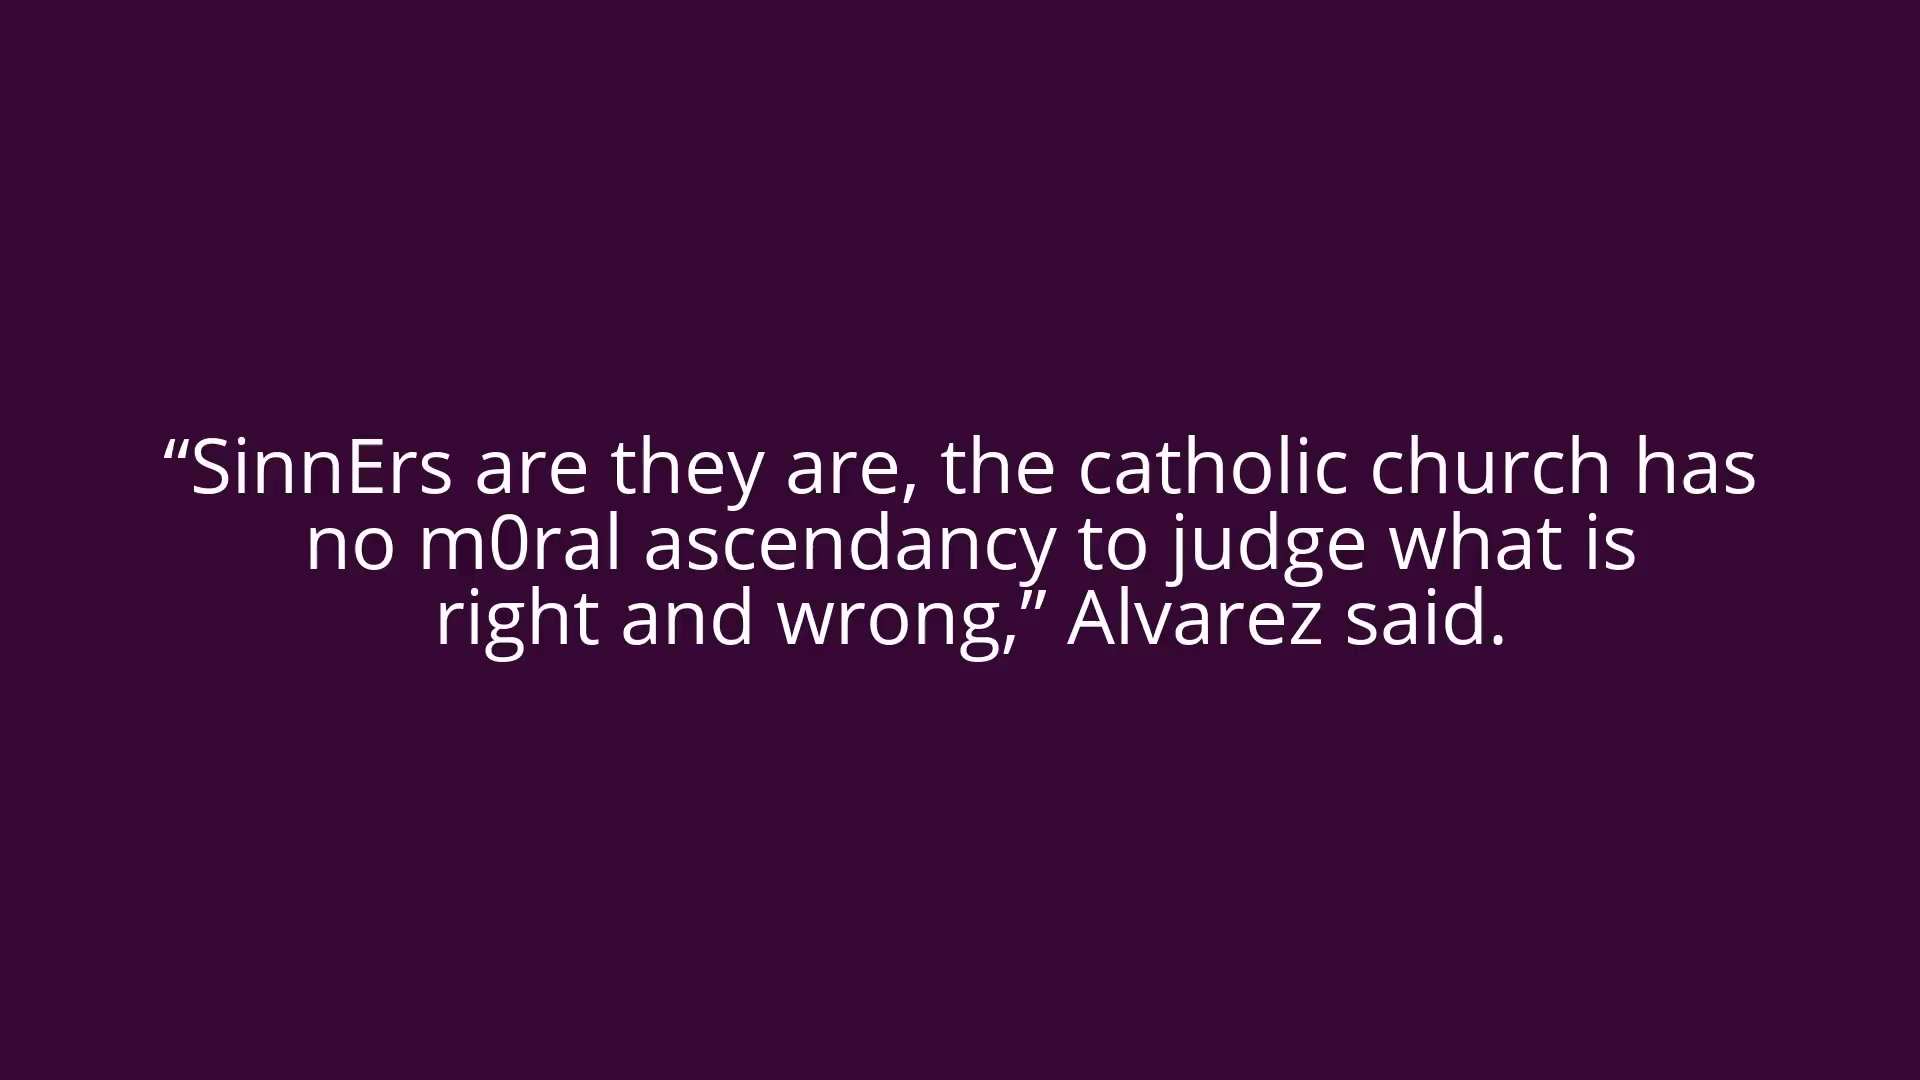 “SinnErs are they are, the catholic church has
no m0ral ascendancy to judge what is
right and wrong,” Alvarez said.